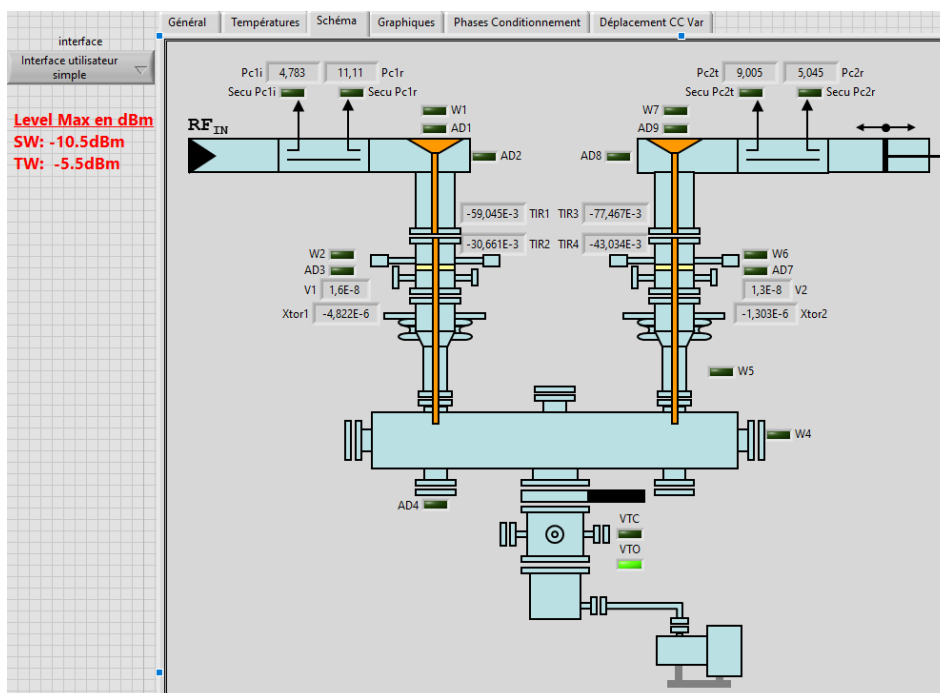 Général Températures Schéma Graphiques Phases Conditionnement Déplacement CC Var
interface
Interface utilisateur
simple
Level Max en dBm
SW: -10.5dBm
TW: -5.5dBm
Pc1i 4,783 11,11 Pc1r
Secu Pc1i Secu Pc1r
Pc2t 9,005 5,045 Pc2r
Secu Pc2t Secu Pc2r
RFIN
W1
AD1
AD2
W7
AD9
AD8
-59,045E-3 TIR1 TIR3 -77,467E-3
-30,661E-3 TIR2 TIR4 -43,034E-3
W2
AD3
V1 1,6E-8
Xtor1 -4,822E-6
W6
AD7
1,3E-8 V2
-1,303E-6 Xtor2
W5
W4
AD4
VTC
VTO